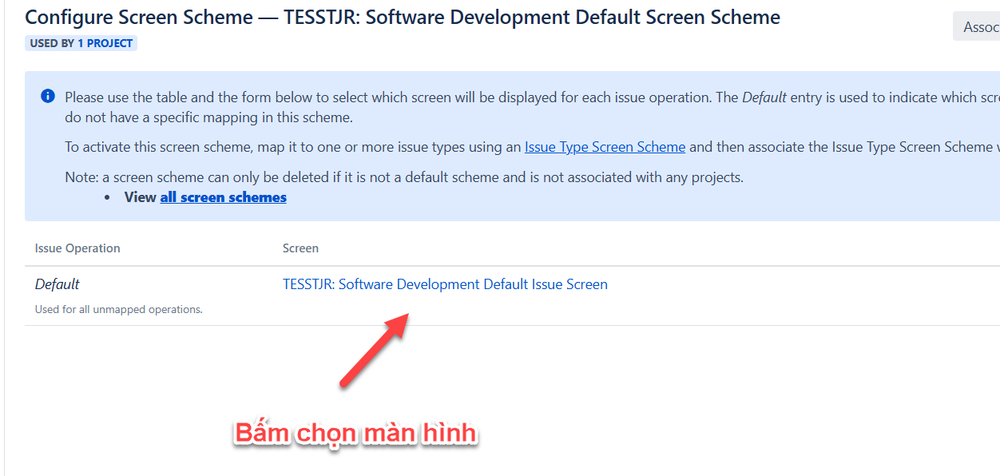 Configure Screen Scheme — TESSTJR: Software Development Default Screen Scheme
USED BY 1 PROJECT
Please use the table and the form below to select which screen will be displayed for each issue operation. The Default entry is used to indicate which
do not have a specific mapping in this scheme.
To activate this screen scheme, map it to one or more issue types using an Issue Type Screen Scheme and then associate the Issue Type Screen Scheme
Note: a screen scheme can only be deleted if it is not a default scheme and is not associated with any projects.
• View all screen schemes
Issue Operation Screen
Default TESSTJR: Software Development Default Issue Screen
Used for all unmapped operations.
Bấm chọn màn hình